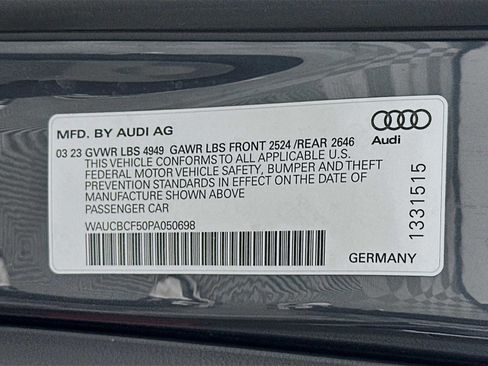 MFD. BY AUDI AG
03 23 GVWR LBS 4949 GAWR LBS FRONT 2524 /REAR 2646
THIS VEHICLE CONFORMS TO ALL APPLICABLE U.S.
FEDERAL MOTOR VEHICLE SAFETY, BUMPER AND THEFT
PREVENTION STANDARDS IN EFFECT ON THE DATE OF
MANUFACTURE SHOWN ABOVE
PASSENGER CAR
WAUCBCF50PA050698
Audi
1331515
GERMANY